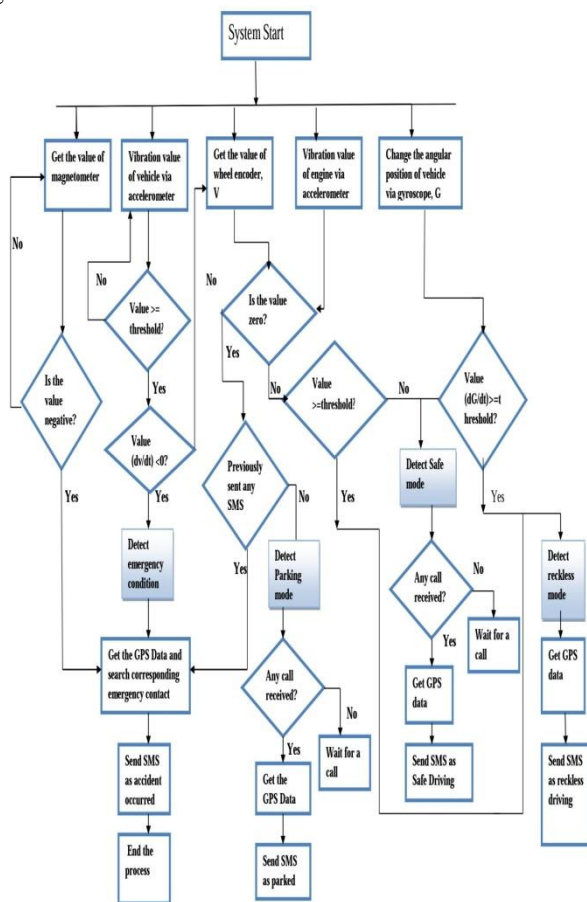 System Start
Get the value of
magnetometer
Vibration value
of vehicle via
accelerometer
Get the value of
wheel encoder,
V
Vibration value
of engine via
accelerometer
Change the angular
position of vehicle
via gyroscope, G
No
No
Value >=
threshold?
Yes
No
Is the value
zero?
Yes
No
Is the
value
negative?
Yes
Value
(dv/dt) <0?
Yes
Value
>=threshold?
No
Yes
Value
(dG/dt)>=t
hreshold?
Yes
Previously
sent any
SMS
No
Yes
Detect Safe
mode
Detect
emergency
condition
Detect
Parking
mode
Detect
reckless
mode
Any call
received?
No
Yes
Wait for a
call
Get the GPS Data and
search corresponding
emergency contact
Any call
received?
No
Yes
Wait for a
call
Get GPS
data
Get GPS
data
Send SMS
as accident
occurred
Get the
GPS Data
Send SMS as
Safe Driving
Send SMS
as reckless
driving
End the
process
Send SMS
as parked